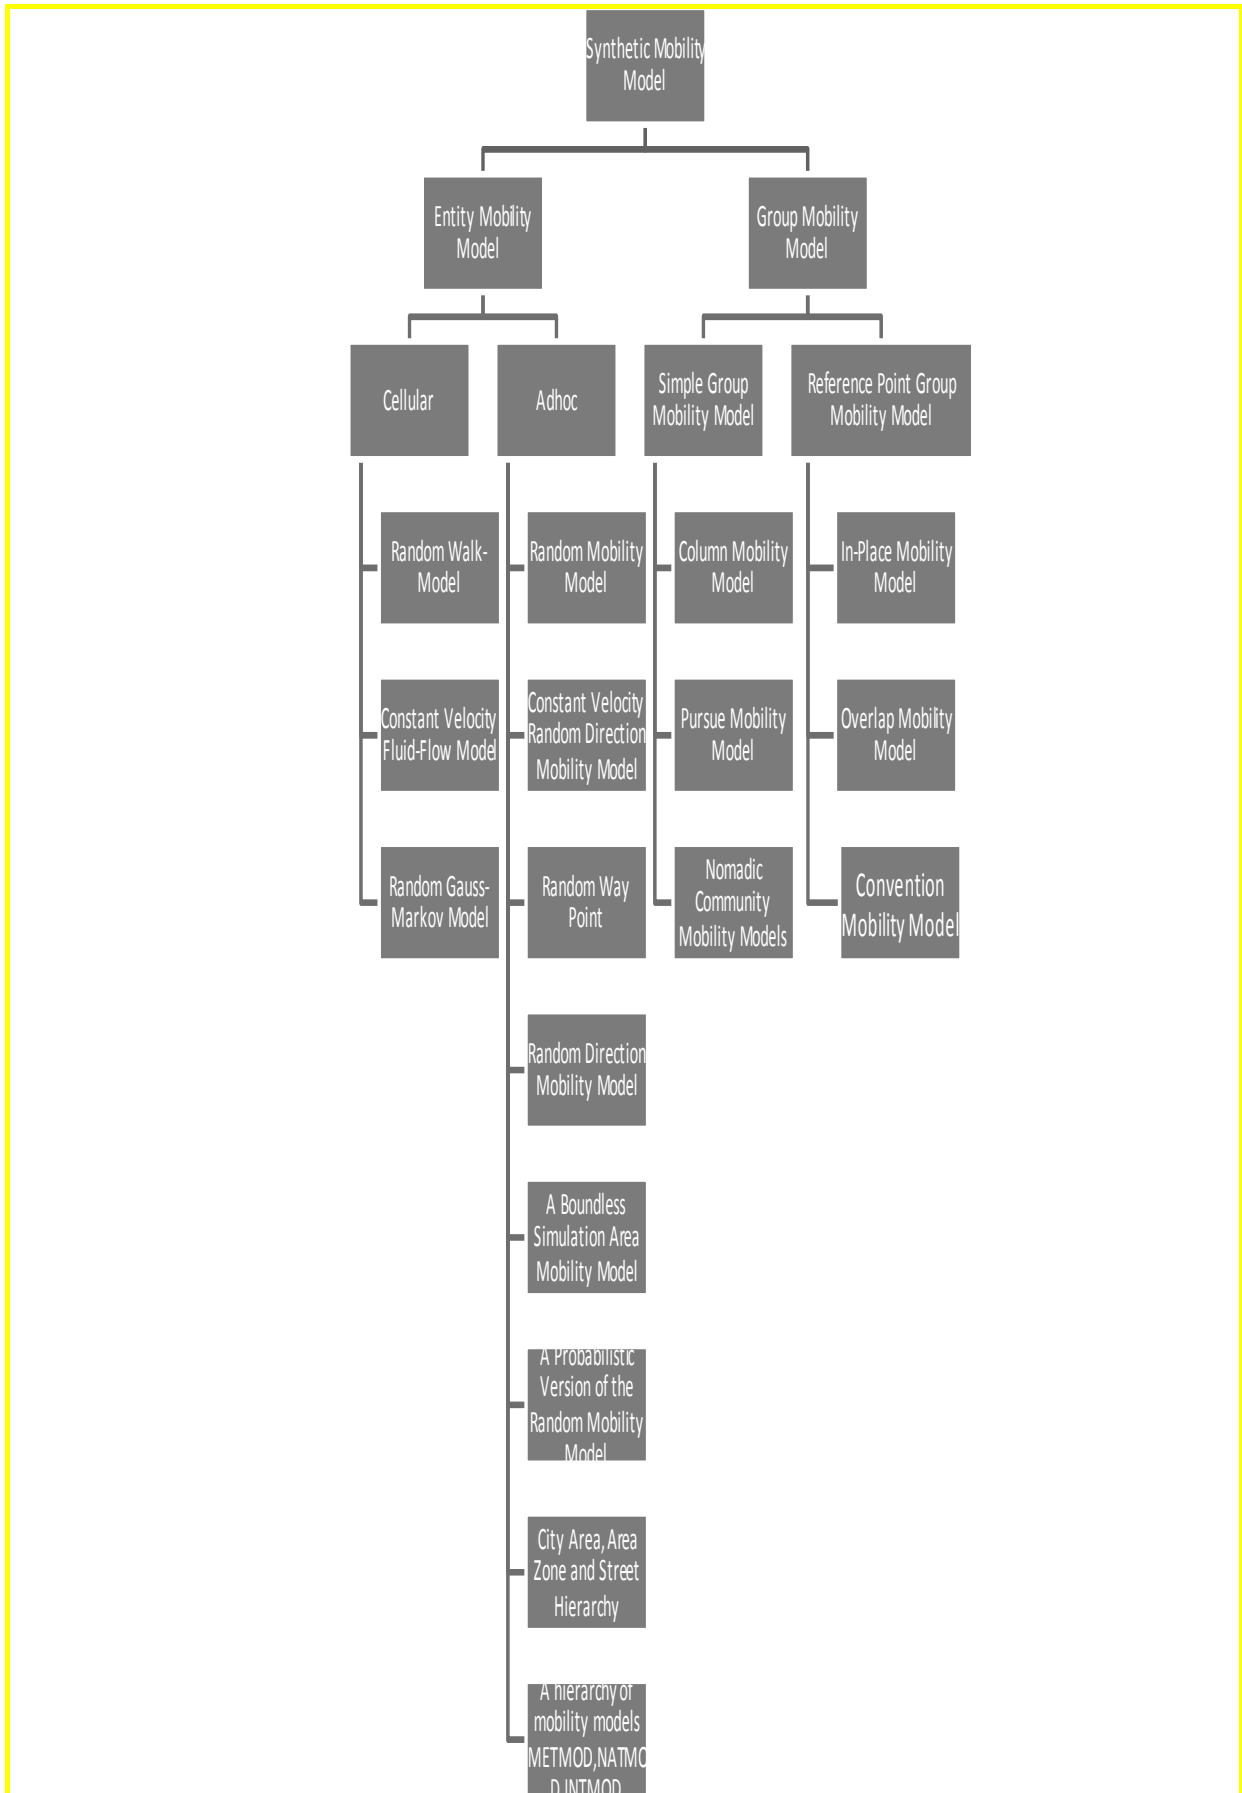 Synthetic Mobility
Model
Entity Mobility
Model
Group Mobility
Model
Cellular
Adhoc
Simple Group
Mobility Model
Reference Point Group
Mobility Model
Random Walk-
Model
Random Mobility
Model
Column Mobility
Model
In-Place Mobility
Model
Constant Velocity
Fluid-Flow Model
Constant Velocity
Random Direction
Mobility Model
Pursue Mobility
Model
Overlap Mobility
Model
Random Gauss-
Markov Model
Random Way
Point
Nomadic
Community
Mobility Models
Convention
Mobility Model
Random Direction
Mobility Model
A Boundless
Simulation Area
Mobility Model
A Probabilistic
Version of the
Random Mobility
Model
City Area, Area
Zone and Street
Hierarchy
A hierarchy of
mobility models
METMOD,NATMO
D,INTMOD